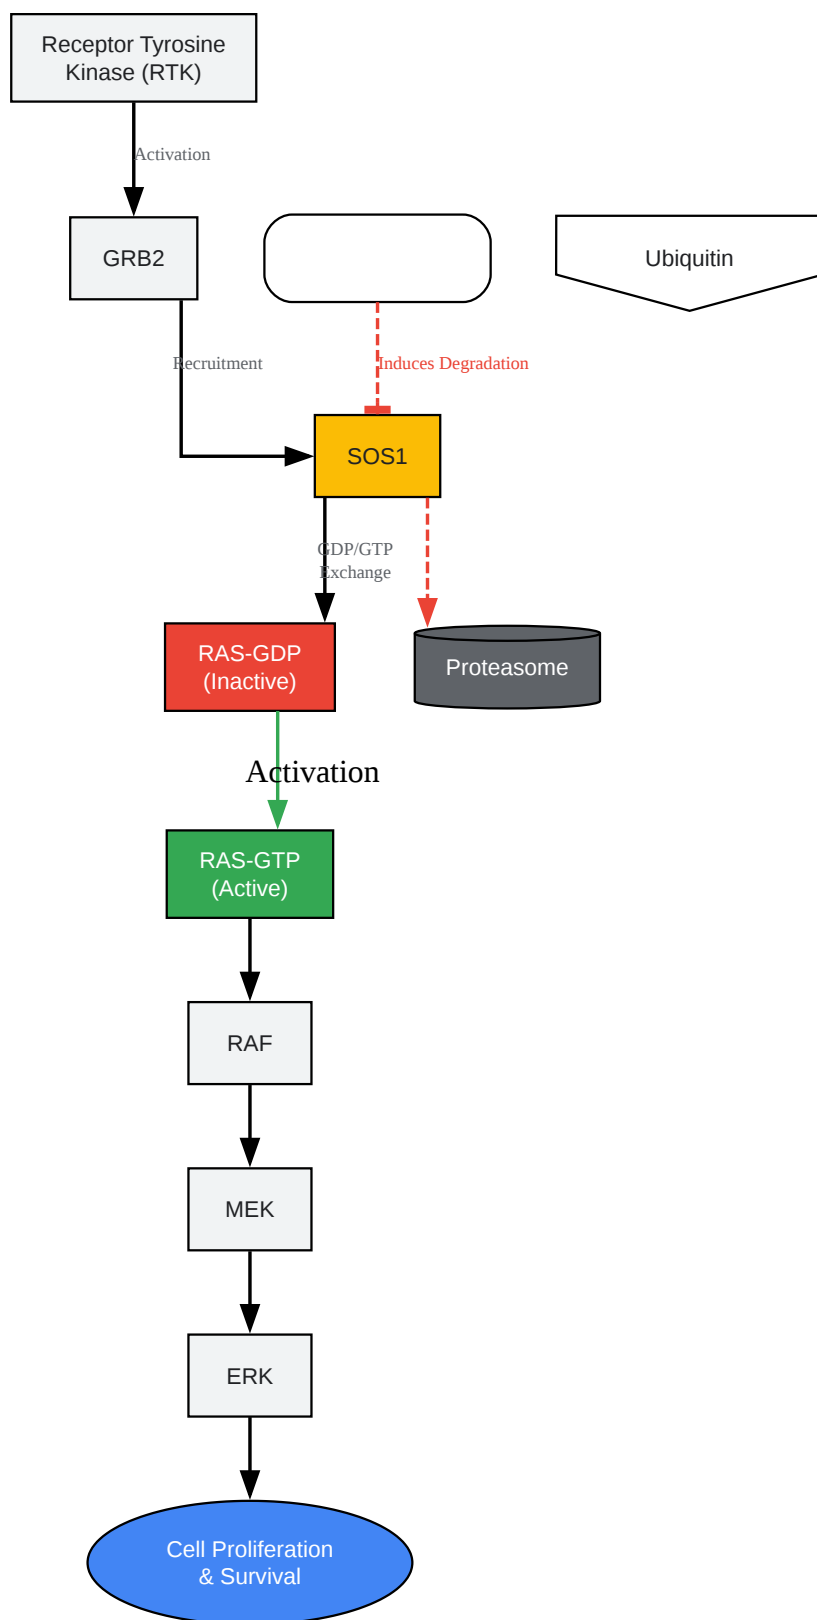 Receptor Tyrosine
Kinase (RTK)
Activation
GRB2
Ubiquitin
Recruitment
Induces Degradation
SOS1
GDP/GTP
Exchange
RAS-GDP
(Inactive)
Proteasome
Activation
RAS-GTP
(Active)
RAF
MEK
ERK
Cell Proliferation
& Survival